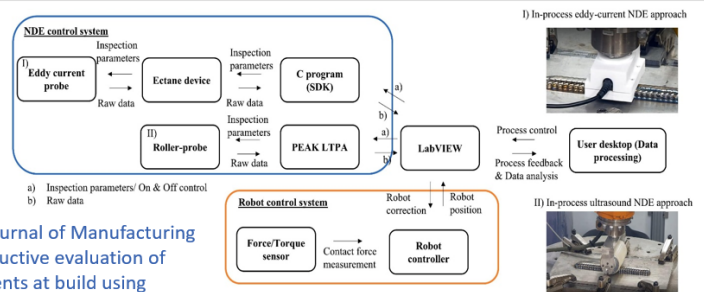 I) In-process eddy-current NDE approach
NDE control system
Inspection
parameters
I)
Eddy current
probe
Raw data
Ectane device
Inspection
parameters
Raw data
C program
(SDK)
a)
b)
II)
Roller-probe
Inspection
parameters
Raw data
PEAK LTPA
a)
b)
LabVIEW
Process control
Process feedback
& Data analysis
User desktop (Data
processing)
a) Inspection parameters/ On & Off control
b) Raw data
Robot control system
Robot
correction
Robot
position
II) In-process ultrasound NDE approach
Force/Torque
sensor
Contact force
measurement
Robot
controller
urnal of Manufacturing
uctive evaluation of
ents at build using